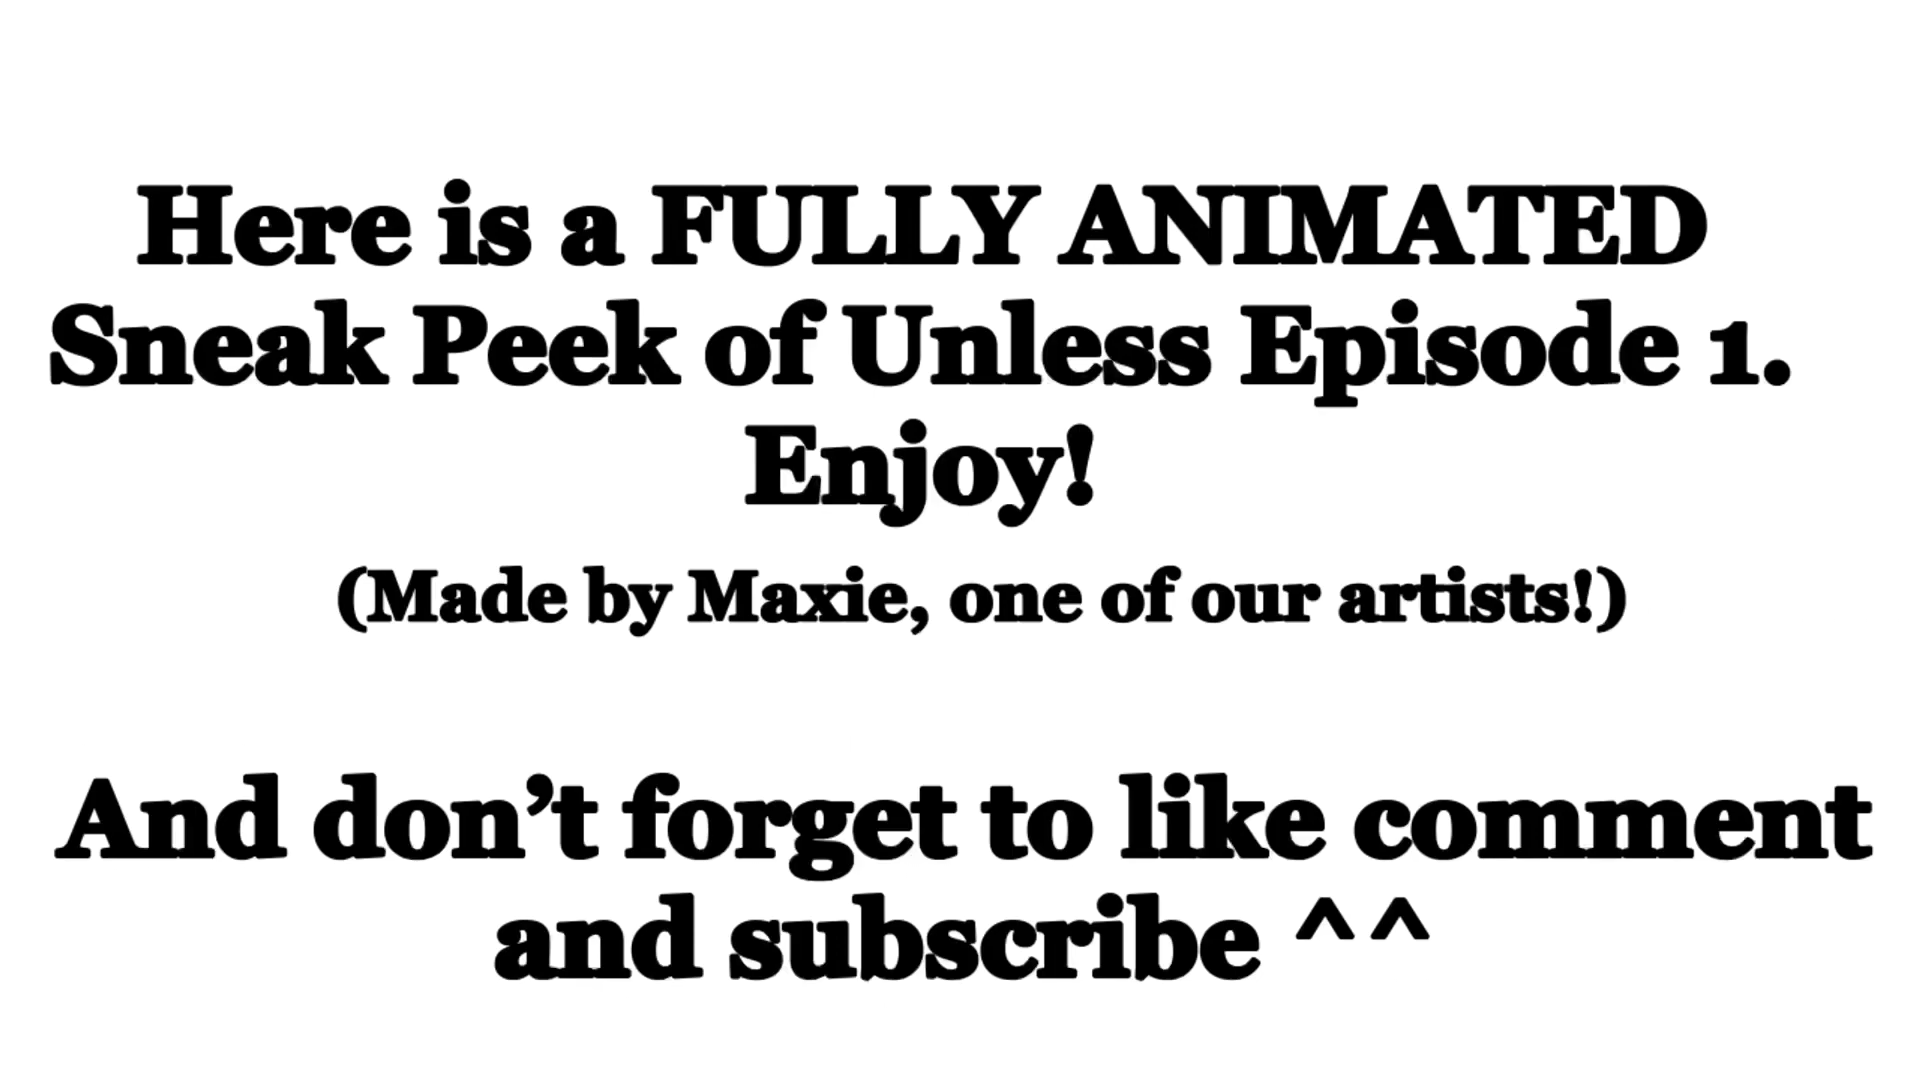 Here is a FULLY ANIMATED
Sneak Peek of Unless Episode 1.
Enjoy!
(Made by Maxie, one of our artists!)
And don’t forget to like comment
and subscribe ^^